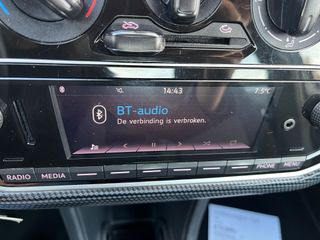 14:43
7.5°C
BT-audio
De verbinding is verbroken.
RADIO
MEDIA
PHONE
MENU